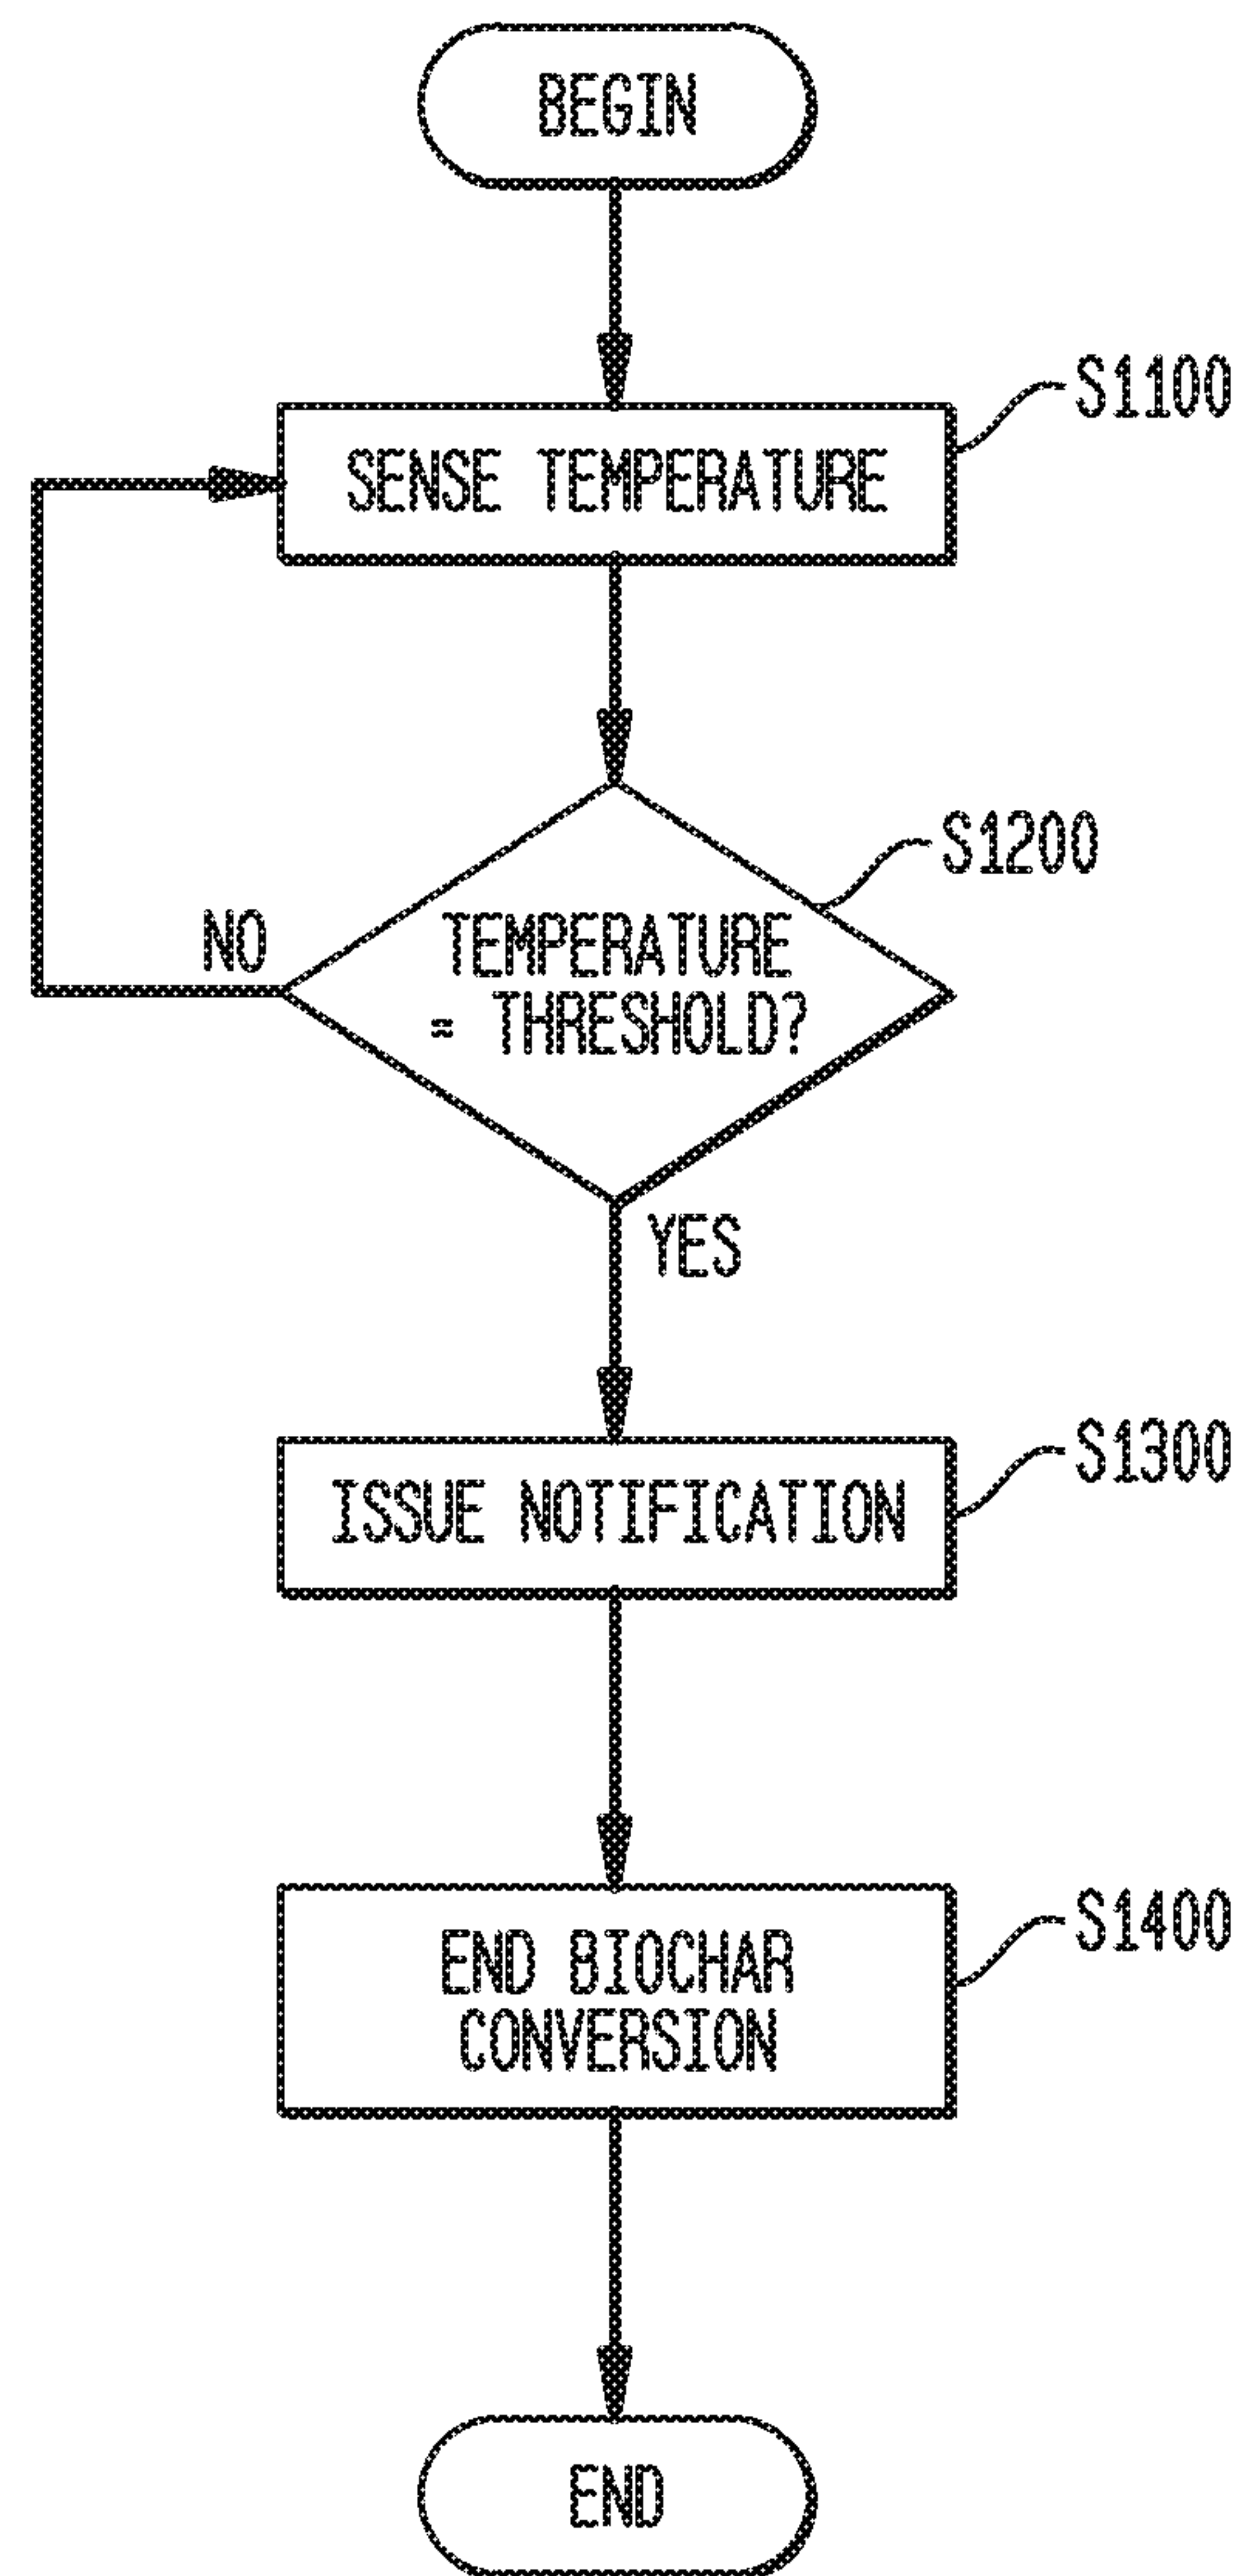 BEGIN
S1100
SENSE TEMPERATURE
S1200
NO
TEMPERATURE
= THRESHOLD?
YES
S1300
ISSUE NOTIFICATION
S1400
END BIOCHAR
CONVERSION
END